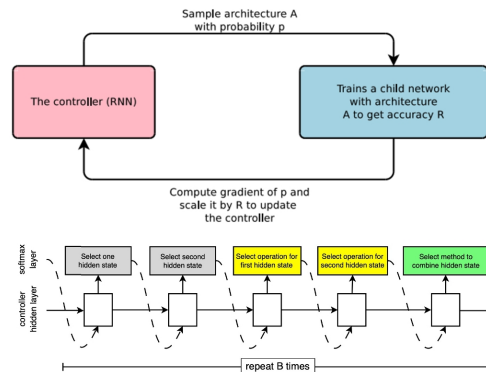 Sample architecture A
with probability p
The controller (RNN)
Trains a child network
with architecture
A to get accuracy R
Compute gradient of p and
scale it by R to update
the controller
softmax
layer
Select one
hidden state
Select second
hidden state
Select operation for
first hidden state
Select operation for
second hidden state
Select method to
combine hidden state
controller
hidden layer
repeat B times